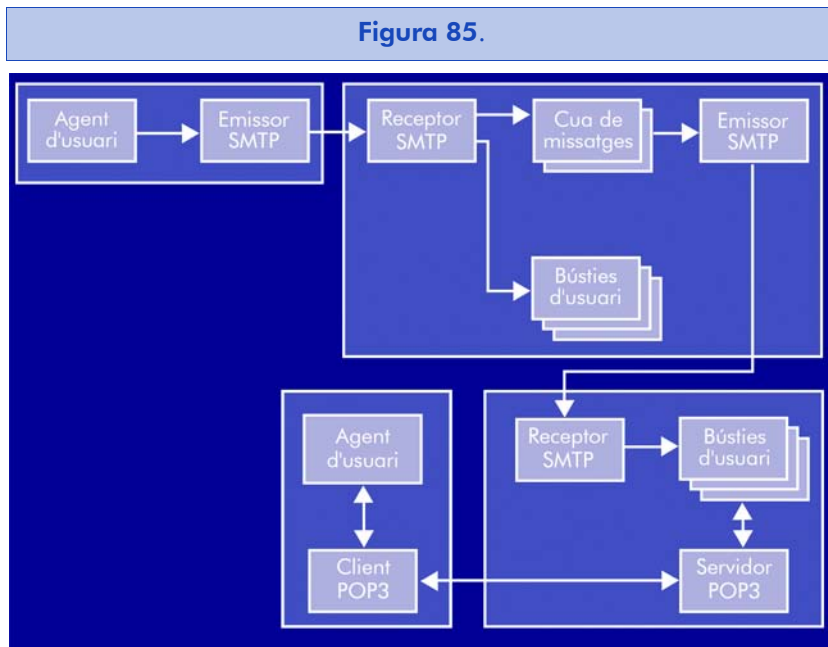 Figura 85.
Agent
d'usuari
Emissor
SMTP
Receptor
SMTP
Cua de
missatges
Emissor
SMTP
Bústies
d'usuari
Agent
d'usuari
Receptor
SMTP
Bústies
d'usuari
Client
POP3
Servidor
POP3